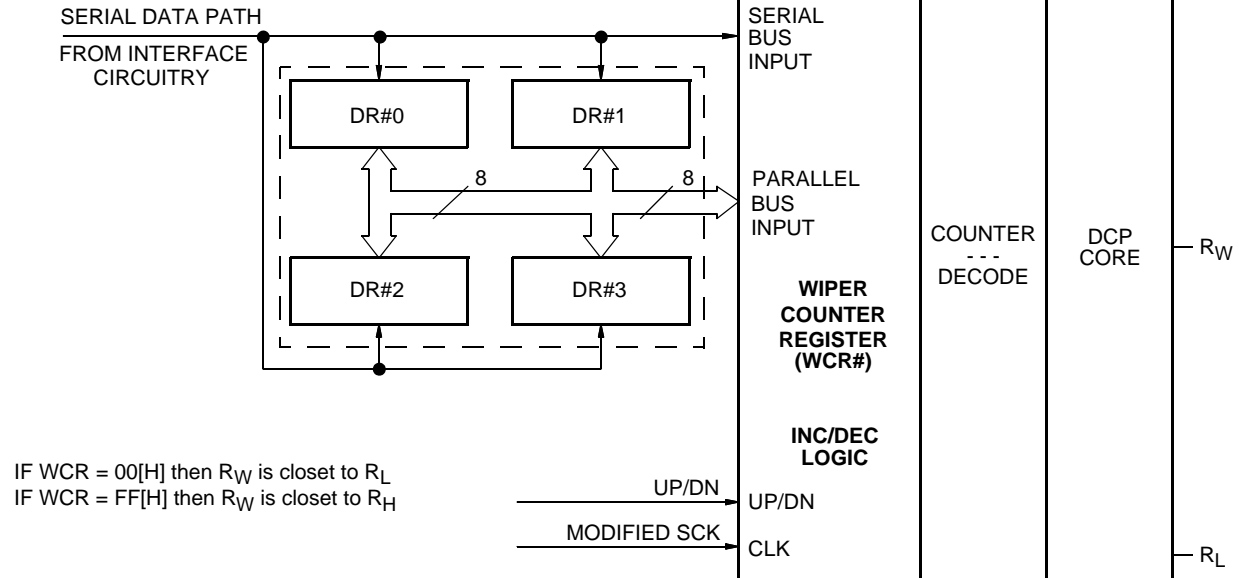 SERIAL DATA PATH
FROM INTERFACE
CIRCUITRY
SERIAL
BUS
INPUT
DR#0
DR#1
8
8
PARALLEL
BUS
INPUT
DR#2
DR#3
COUNTER
- - -
DECODE
DCP
CORE
RW
WIPER
COUNTER
REGISTER
(WCR#)
INC/DEC
LOGIC
IF WCR = 00[H] then RW is closet to RL
IF WCR = FF[H] then RW is closet to RH
UP/DN
UP/DN
MODIFIED SCK
CLK
RL